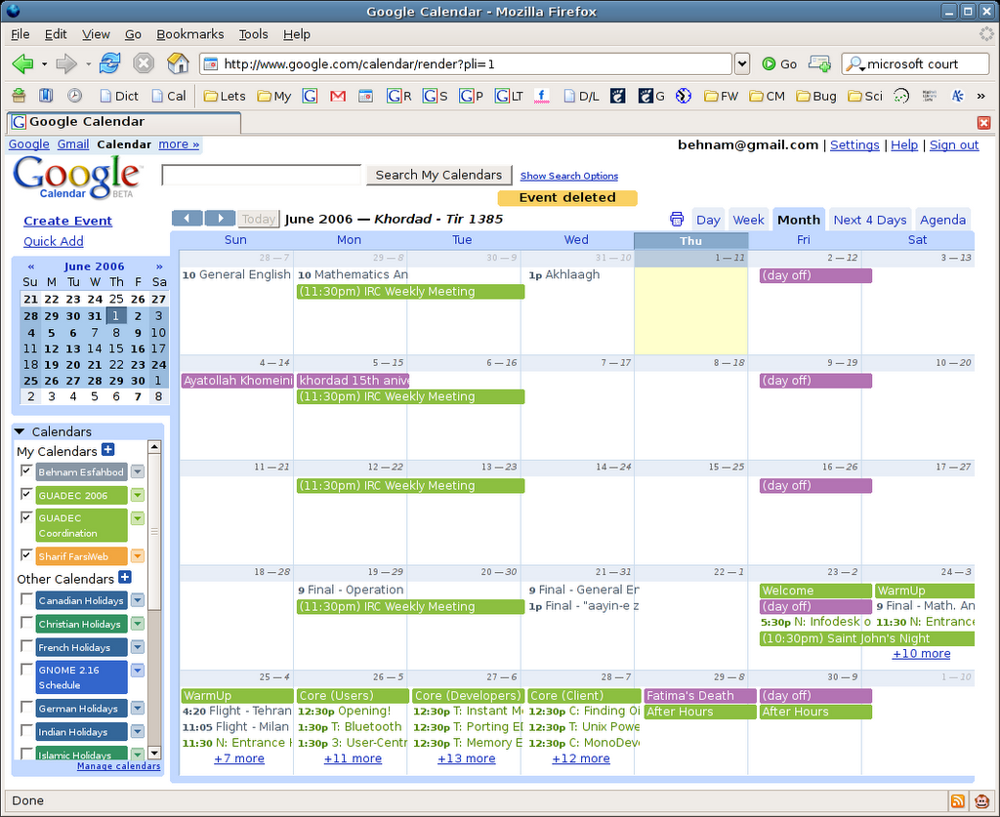 Google Calendar - Mozilla Firefox
File Edit View Go Bookmarks Tools Help
http://www.google.com/calendar/render?pli=1 Go microsoft court
Dict Cal Lets My G R G S G P G LT D/L G FW CM Bug Sci »
Google Calendar
Google Gmail Calendar more » behnam@gmail.com | Settings | Help | Sign out
Google Calendar BETA
Search My Calendars Show Search Options
Event deleted
Create Event
Quick Add
Today June 2006 — Khordad - Tir 1385 Day Week Month Next 4 Days Agenda
« June 2006 »
Su M Tu W Th F Sa
21 22 23 24 25 26 27
28 29 30 31 1 2 3
4 5 6 7 8 9 10
11 12 13 14 15 16 17
18 19 20 21 22 23 24
25 26 27 28 29 30 1
2 3 4 5 6 7 8
Calendars
My Calendars
Behnam Esfahbod
GUADEC 2006
GUADEC
Coordination
Sharif FarsiWeb
Other Calendars
Canadian Holidays
Christian Holidays
French Holidays
GNOME 2.16
Schedule
German Holidays
Indian Holidays
Islamic Holidays
Manage calendars
Sun Mon Tue Wed Thu Fri Sat
28 — 7 29 — 8 30 — 9 31 — 10 1 — 11 2 — 12 3 — 13
10 General English 10 Mathematics An 1p Akhlaagh (day off)
(11:30pm) IRC Weekly Meeting
4 — 14 5 — 15 6 — 16 7 — 17 8 — 18 9 — 19 10 — 20
Ayatollah Khomeini khordad 15th anive (day off)
(11:30pm) IRC Weekly Meeting
11 — 21 12 — 22 13 — 23 14 — 24 15 — 25 16 — 26 17 — 27
(11:30pm) IRC Weekly Meeting (day off)
18 — 28 19 — 29 20 — 30 21 — 31 22 — 1 23 — 2 24 — 3
9 Final - Operation 9 Final - General En Welcome WarmUp
(11:30pm) IRC Weekly Meeting 1p Final - "aayin-e z (day off) 9 Final - Math. An
5:30p N: Infodesk o 11:30 N: Entrance
(10:30pm) Saint John's Night
+10 more
25 — 4 26 — 5 27 — 6 28 — 7 29 — 8 30 — 9 1 — 10
WarmUp Core (Users) Core (Developers) Core (Client) Fatima's Death (day off)
4:20 Flight - Tehran 12:30p Opening! 12:30p T: Instant M 12:30p C: Finding Oi After Hours After Hours
11:05 Flight - Milan 1:30p T: Bluetooth 12:30p T: Porting El 12:30p T: Unix Powe
11:30 N: Entrance H 1:30p 3: User-Centr 12:30p T: Memory E 12:30p C: MonoDeve
+7 more +11 more +13 more +12 more
Done